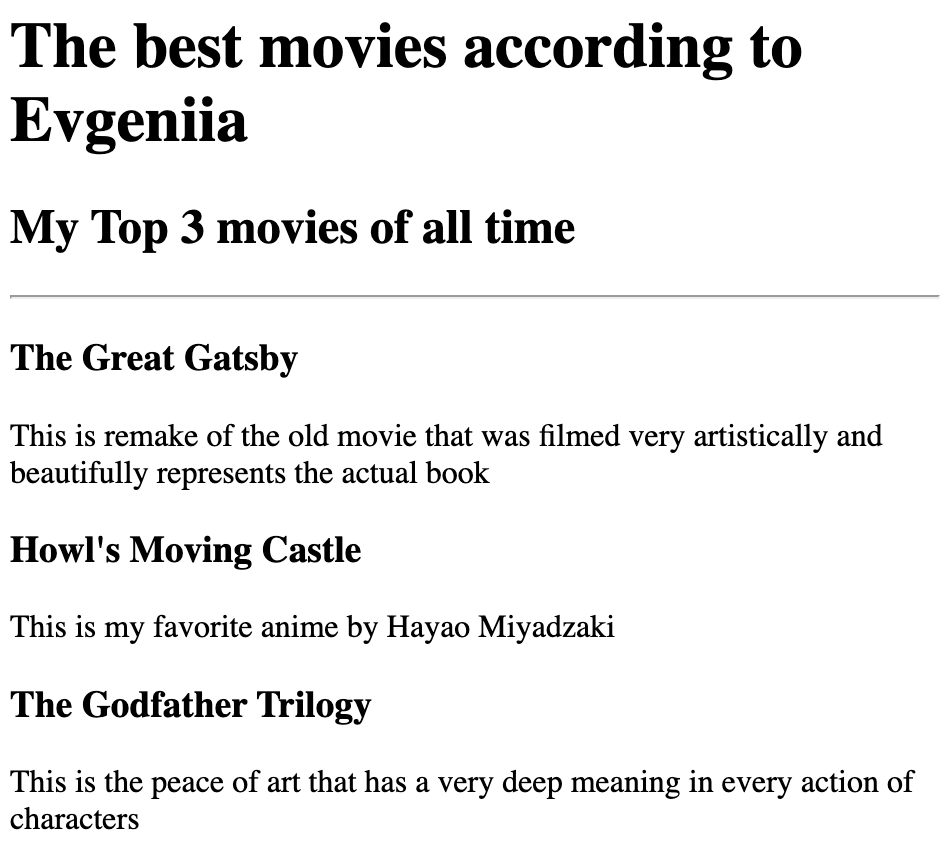 The best movies according to
Evgeniia
My Top 3 movies of all time
The Great Gatsby
This is remake of the old movie that was filmed very artistically and
beautifully represents the actual book
Howl's Moving Castle
This is my favorite anime by Hayao Miyadzaki
The Godfather Trilogy
This is the peace of art that has a very deep meaning in every action of
characters